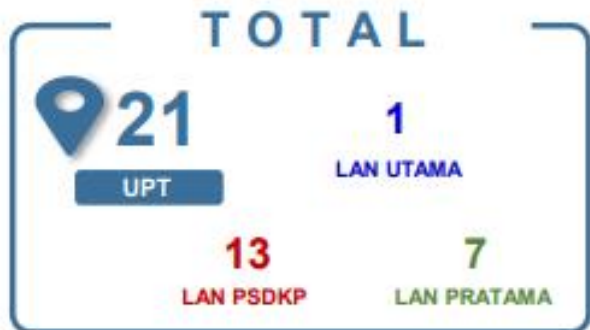 TOTAL
21
UPT
1
LAN UTAMA
13
LAN PSDKP
7
LAN PRATAMA